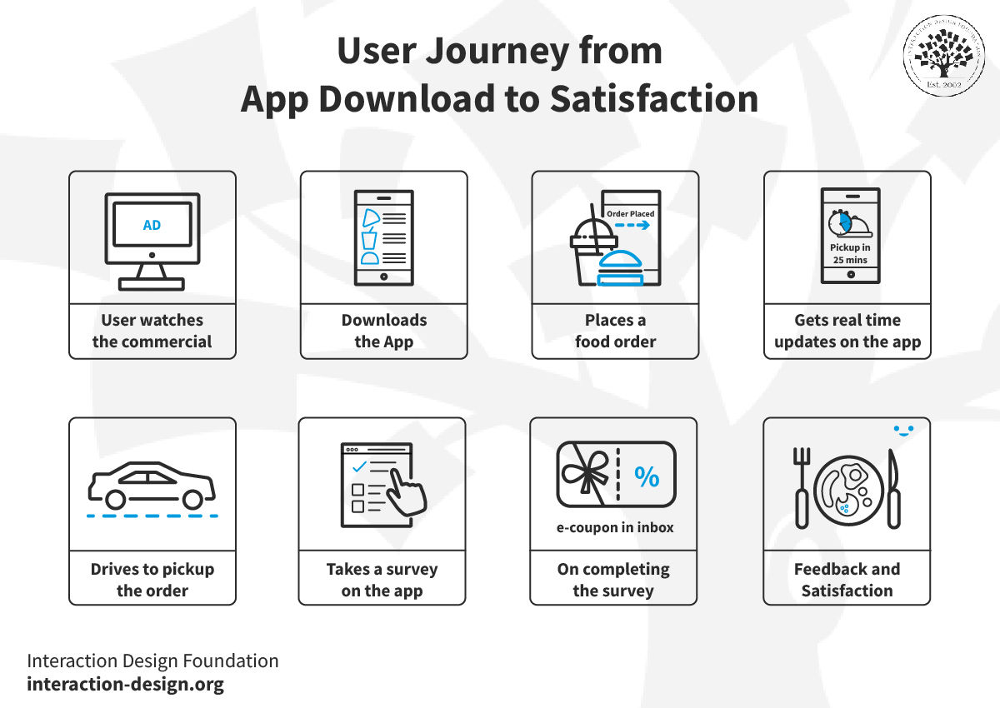 User Journey from
App Download to Satisfaction
INTERACTION DESIGN FOUNDATION
Est. 2002
AD
User watches
the commercial
Downloads
the App
Order Placed
Places a
food order
Pickup in
25 mins
Gets real time
updates on the app
Drives to pickup
the order
Takes a survey
on the app
%
e-coupon in inbox
On completing
the survey
Feedback and
Satisfaction
Interaction Design Foundation
interaction-design.org